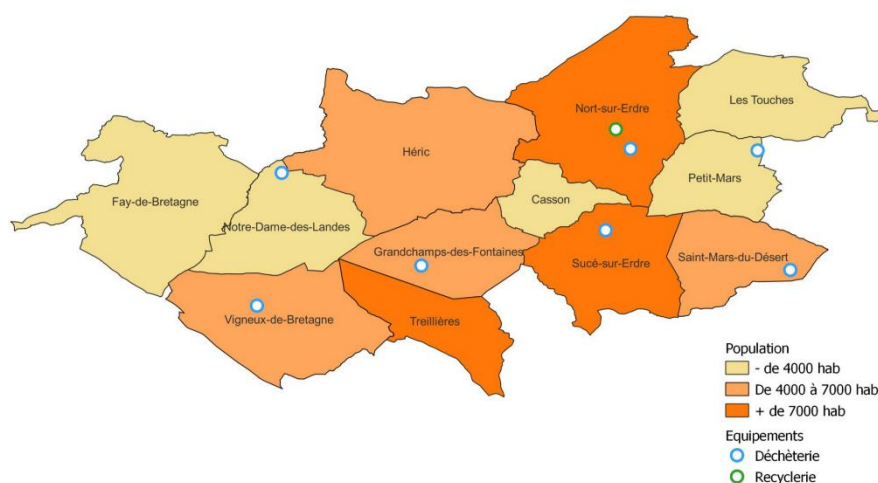 Nort-sur-Erdre
Les Touches
Héric
Petit-Mars
Fay-de-Bretagne
Casson
Notre-Dame-des-Landes
Grandchamps-des-Fontaines
Sucé-sur-Erdre
Saint-Mars-du-Désert
Vigneux-de-Bretagne
Treillières
Population
- de 4000 hab
De 4000 à 7000 hab
+ de 7000 hab
Equipements
Déchèterie
Recyclerie